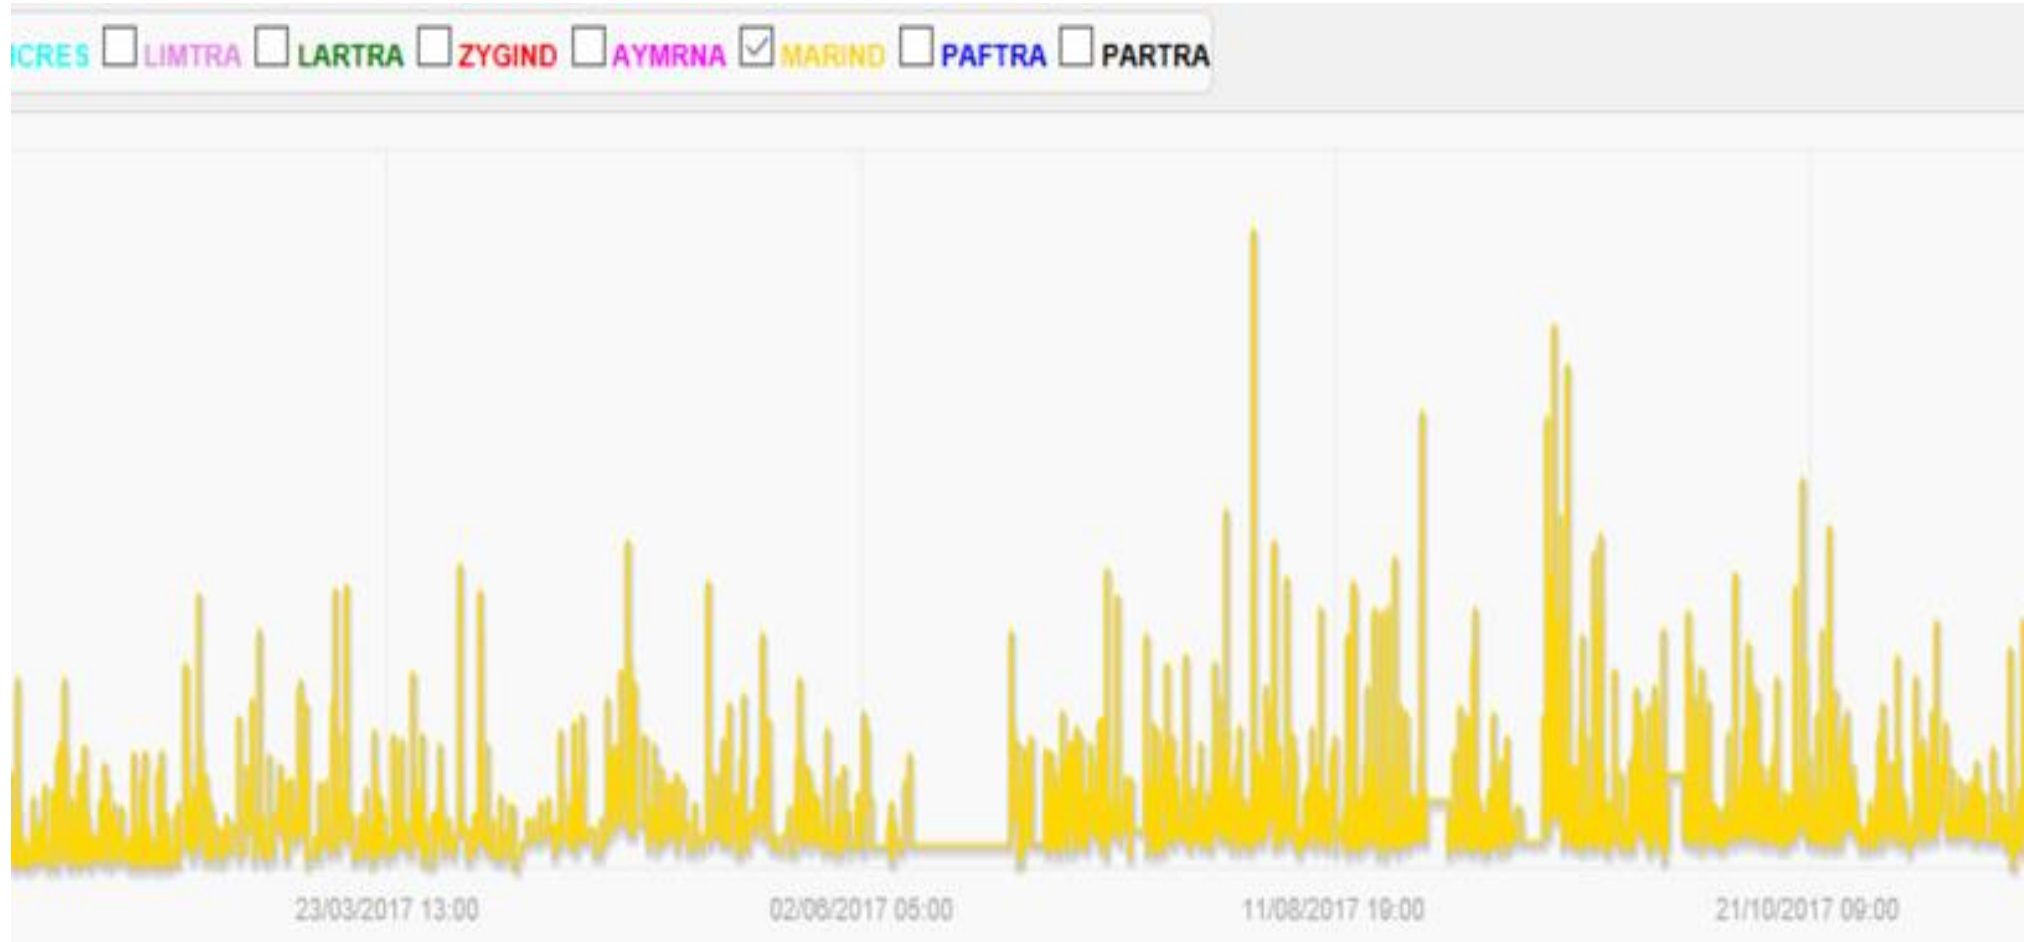 CRES LIMTRA LARTRA ZYGIND AYMRNA MARIND PAFTRA PARTRA
23/03/2017 13:00 02/06/2017 05:00 11/08/2017 19:00 21/10/2017 09:00